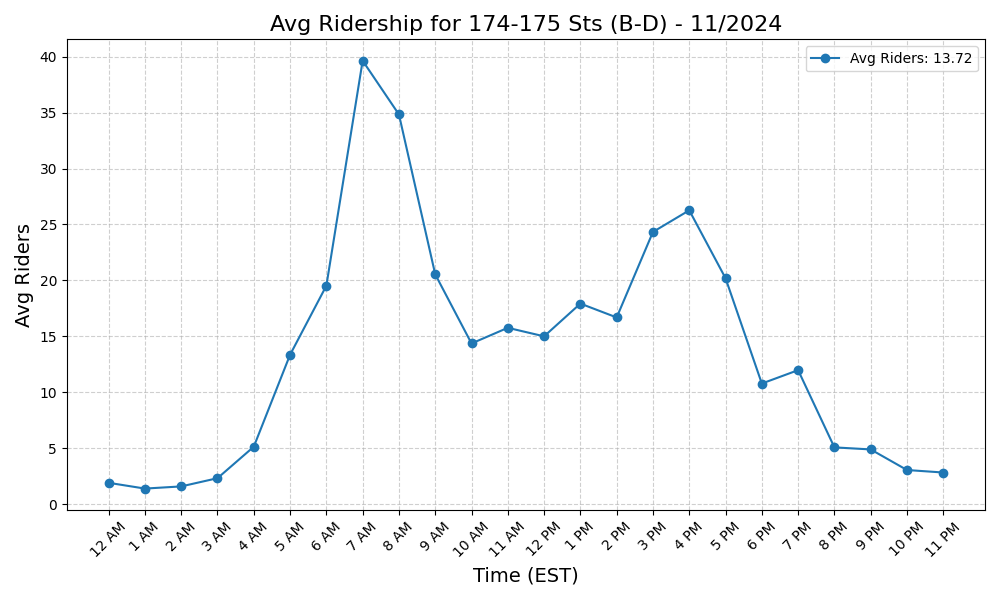 Avg Ridership for 174-175 Sts (B-D) - 11/2024
Avg Riders: 13.72
Avg Riders
40
35
30
25
20
15
10
5
0
12 AM
1 AM
2 AM
3 AM
4 AM
5 AM
6 AM
7 AM
8 AM
9 AM
10 AM
11 AM
12 PM
1 PM
2 PM
3 PM
4 PM
5 PM
6 PM
7 PM
8 PM
9 PM
10 PM
11 PM
Time (EST)